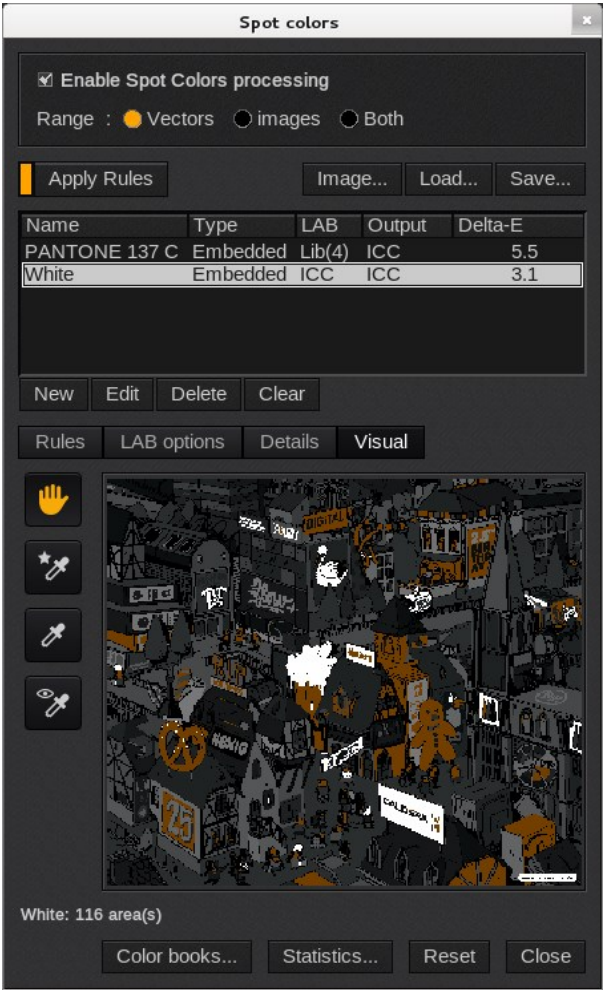 Spot colors
Enable Spot Colors processing
Range : Vectors images Both
Apply Rules Image... Load... Save...
Name Type LAB Output Delta-E
PANTONE 137 C Embedded Lib(4) ICC 5.5
White Embedded ICC ICC 3.1
New Edit Delete Clear
Rules LAB options Details Visual
DIGITAL
25
CALDERA
White: 116 area(s)
Color books... Statistics... Reset Close